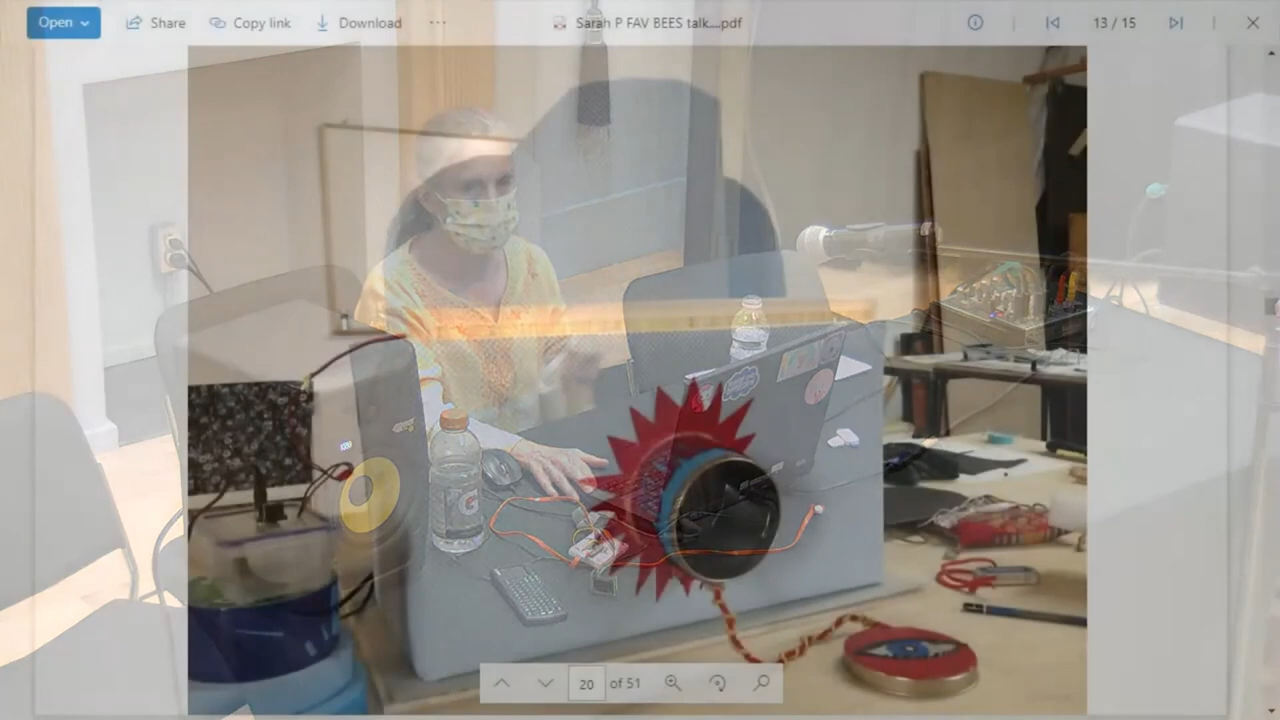 Open Share Copy link Download ... Sarah P FAV BEES talk....pdf 13 / 15
G
20 of 51